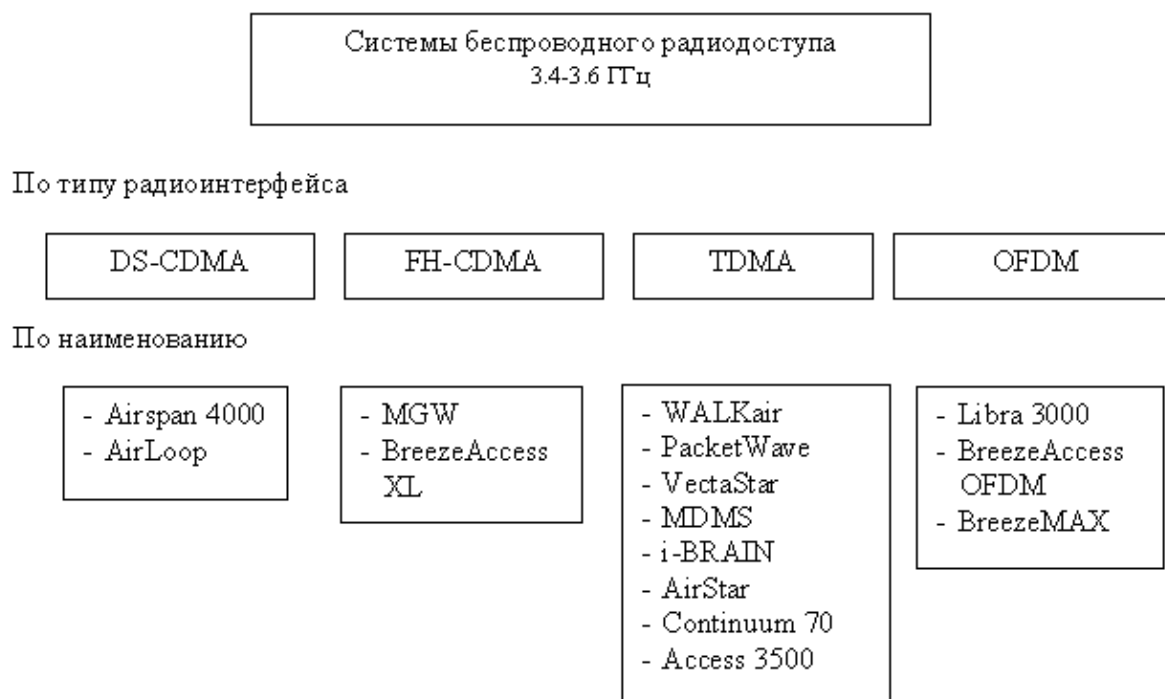 Системы беспроводного радиодоступа
3.4-3.6 ГГц
По типу радиоинтерфейса
DS-CDMA
FH-CDMA
TDMA
OFDM
По наименованию
- Airspan 4000
- AirLoop
- MGW
- BreezeAccess
XL
- WALKair
- PacketWave
- VectaStar
- MDMS
- i-BRAIN
- AirStar
- Continuum 70
- Access 3500
- Libra 3000
- BreezeAccess
OFDM
- BreezeMAX